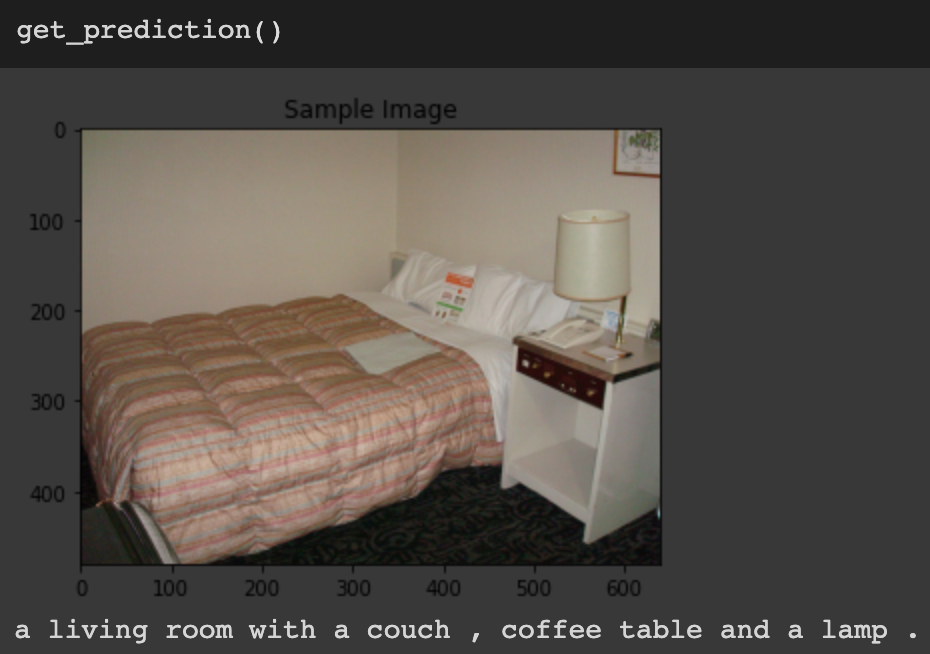 get_prediction()
Sample Image
0
100
200
300
400
0 100 200 300 400 500 600
a living room with a couch , coffee table and a lamp .